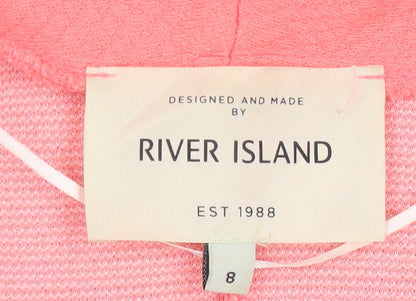 DESIGNED AND MADE
BY
RIVER ISLAND
EST 1988
8